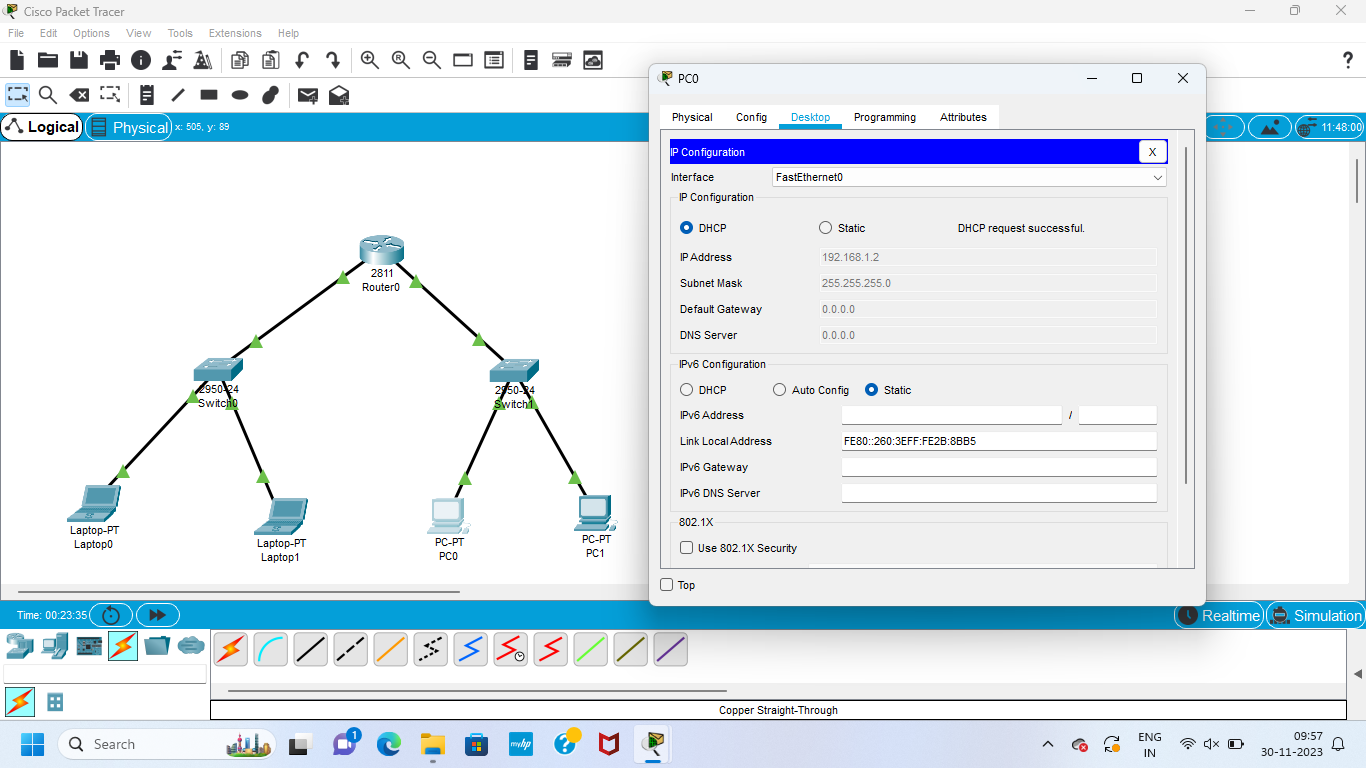 Cisco Packet Tracer
File Edit Options View Tools Extensions Help
Logical Physical x: 505, y: 89
11:48:00
2811
Router0
2950-24
Switch0
2950-24
Switch1
Laptop-PT
Laptop0
Laptop-PT
Laptop1
PC-PT
PC0
PC-PT
PC1
PC0
Physical Config Desktop Programming Attributes
IP Configuration X
Interface FastEthernet0
IP Configuration
DHCP Static DHCP request successful.
IP Address 192.168.1.2
Subnet Mask 255.255.255.0
Default Gateway 0.0.0.0
DNS Server 0.0.0.0
IPv6 Configuration
DHCP Auto Config Static
IPv6 Address /
Link Local Address FE80::260:3EFF:FE2B:8BB5
IPv6 Gateway
IPv6 DNS Server
802.1X
Use 802.1X Security
Top
Time: 00:23:35 Realtime Simulation
Copper Straight-Through
Search
1
myhp
ENG
IN
09:57
30-11-2023